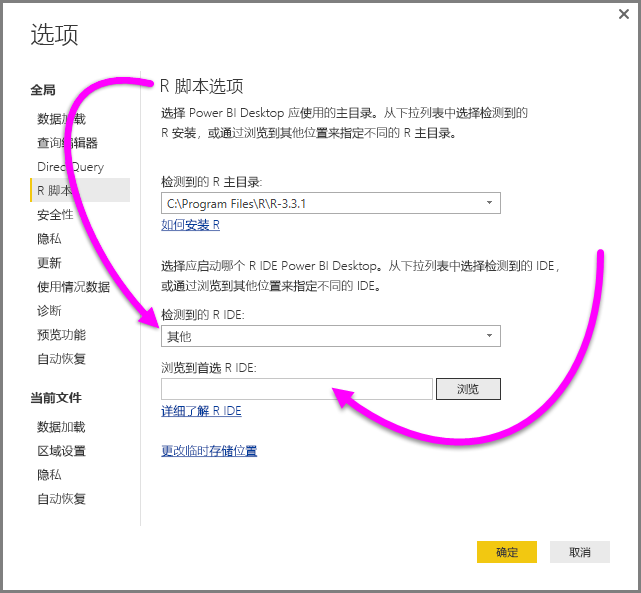 选项
全局
数据加载
查询编辑器
DirectQuery
R 脚本
安全性
隐私
更新
使用情况数据
诊断
预览功能
自动恢复
当前文件
数据加载
区域设置
隐私
自动恢复
R 脚本选项
选择 Power BI Desktop 应使用的主目录。从下拉列表中选择检测到的
R 安装，或通过浏览到其他位置来指定不同的 R 主目录。
检测到的 R 主目录:
C:\Program Files\R\R-3.3.1
如何安装 R
选择应启动哪个 R IDE Power BI Desktop。从下拉列表中选择检测到的 IDE，
或通过浏览到其他位置来指定不同的 IDE。
检测到的 R IDE:
其他
浏览到首选 R IDE:
浏览
详细了解 R IDE
更改临时存储位置
确定
取消